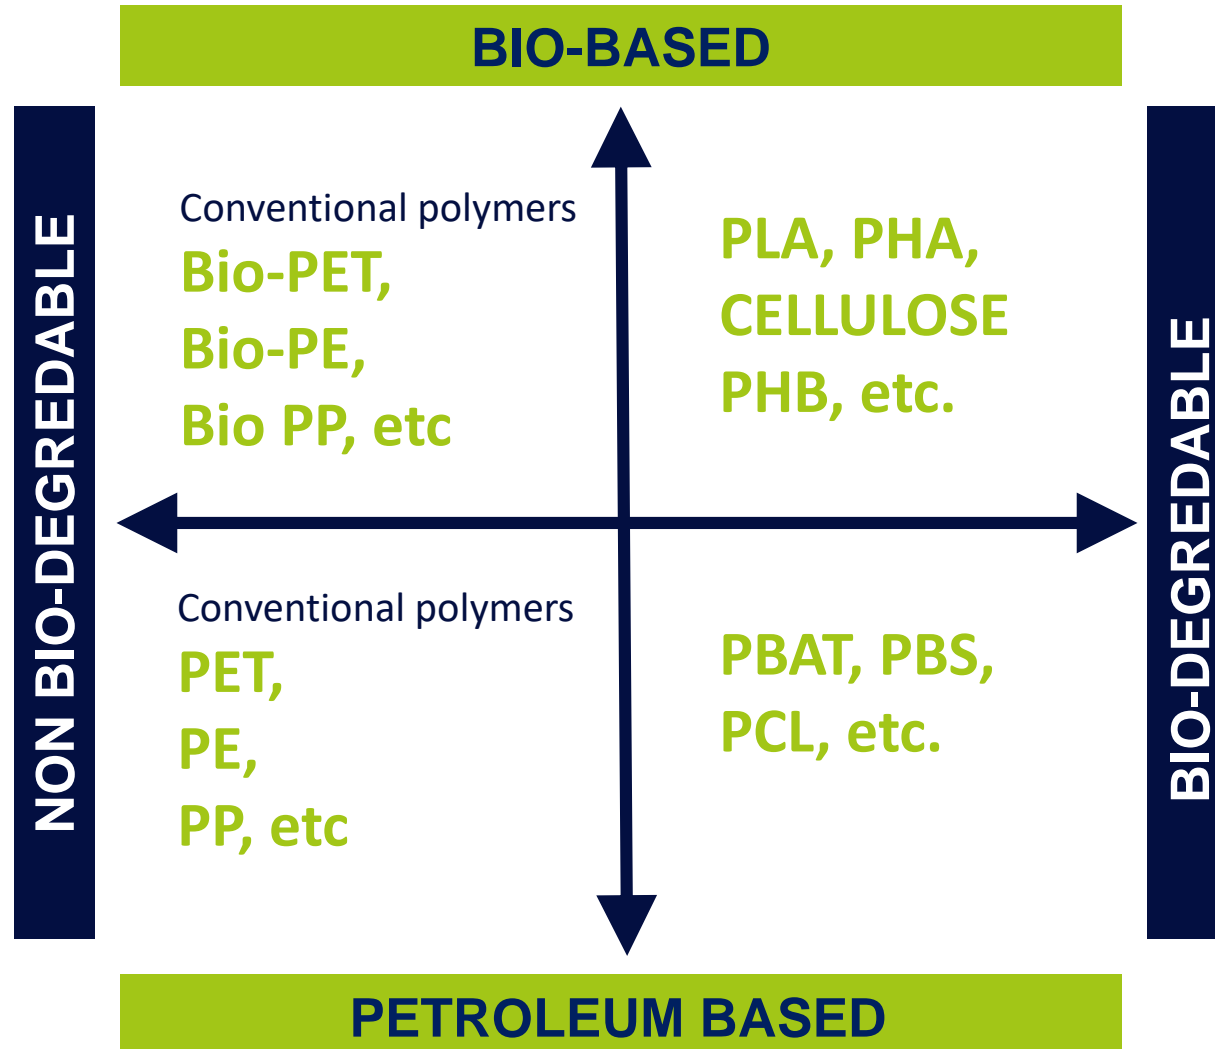 BIO-BASED
NON BIO-DEGREDABLE
Conventional polymers
Bio-PET,
Bio-PE,
Bio PP, etc
PLA, PHA,
CELLULOSE
PHB, etc.
Conventional polymers
PET,
PE,
PP, etc
PBAT, PBS,
PCL, etc.
BIO-DEGREDABLE
PETROLEUM BASED